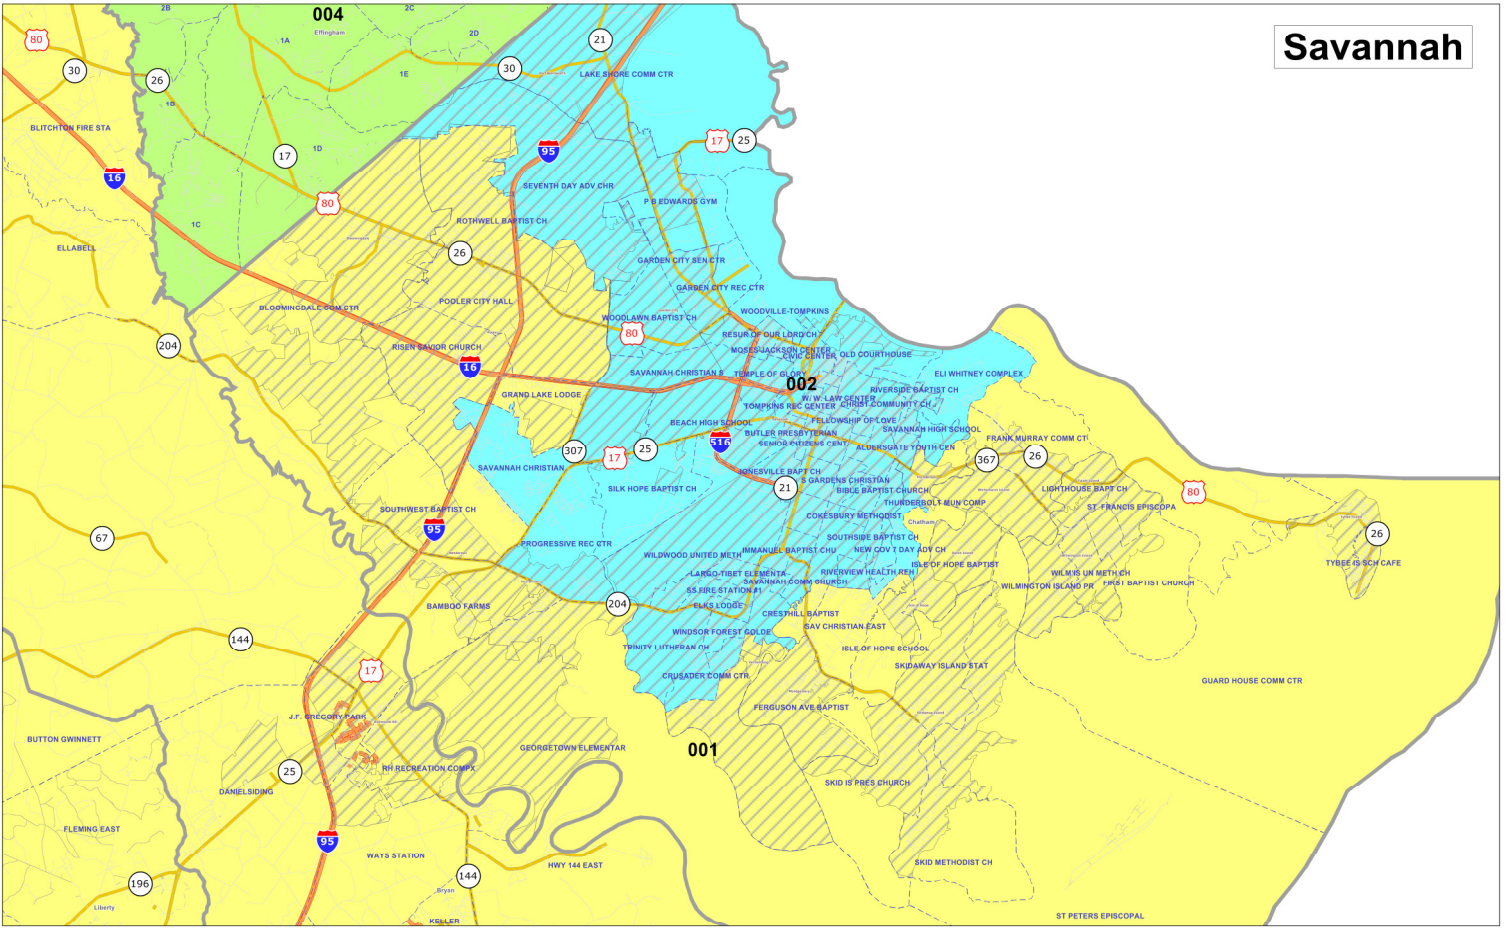 Savannah
004
Effingham
2B
2C
2D
1A
1E
1B
1D
1C
80
30
26
21
30
LAKE SHORE COMM CTR
BLITCHTON FIRE STA
17
16
95
17
25
SEVENTH DAY ADV CHR
P B EDWARDS GYM
80
ROTHWELL BAPTIST CH
ELLABELL
26
GARDEN CITY SEN CTR
GARDEN CITY REC CTR
POOLER CITY HALL
BLOOMINGDALE COM CTR
WOODVILLE-TOMPKINS
WOODLAWN BAPTIST CH
80
RESUR OF OUR LORD CH
204
RISEN SAVIOR CHURCH
MOSES JACKSON CENTER
CIVIC CENTER
OLD COURTHOUSE
16
SAVANNAH CHRISTIAN S
TEMPLE OF GLORY
ELI WHITNEY COMPLEX
002
RIVERSIDE BAPTIST CH
GRAND LAKE LODGE
W. W. LAW CENTER
TOMPKINS REC CENTER
CHRIST COMMUNITY CH
BEACH HIGH SCHOOL
FELLOWSHIP OF LOVE
BUTLER PRESBYTERIAN
SAVANNAH HIGH SCHOOL
516
SENIOR CITIZENS CENT
ALDERSGATE YOUTH CEN
FRANK MURRAY COMM CT
307
17
25
367
26
SAVANNAH CHRISTIAN
JONESVILLE BAPT CH
S GARDENS CHRISTIAN
SILK HOPE BAPTIST CH
21
BIBLE BAPTIST CHURCH
LIGHTHOUSE BAPT CH
80
THUNDERBOLT MUN COMP
ST. FRANCIS EPISCOPA
SOUTHWEST BAPTIST CH
COKESBURY METHODIST
Chatham
95
67
26
SOUTHSIDE BAPTIST CH
PROGRESSIVE REC CTR
WILDWOOD UNITED METH
IMMANUEL BAPTIST CHU
NEW COV 7 DAY ADV CH
ISLE OF HOPE BAPTIST
TYBEE IS SCH CAFE
LARGO-TIBET ELEMENTA
RIVERVIEW HEALTH REH
WILM'IS UN METH CH
SAVANNAH COMM CHURCH
FIRST BAPTIST CHURCH
SS FIRE STATION #1
WILMINGTON ISLAND PR
BAMBOO FARMS
204
ELKS LODGE
CRESTHILL BAPTIST
SAV CHRISTIAN EAST
WINDSOR FOREST GOLDE
144
TRINITY LUTHERAN CH
ISLE OF HOPE SCHOOL
17
CRUSADER COMM CTR
SKIDAWAY ISLAND STAT
GUARD HOUSE COMM CTR
FERGUSON AVE BAPTIST
J.F. GREGORY PARK
BUTTON GWINNETT
GEORGETOWN ELEMENTAR
001
RH RECREATION COMPX
25
SKID IS PRES CHURCH
DANIELSIDING
FLEMING EAST
95
WAYS STATION
HWY 144 EAST
SKID METHODIST CH
196
144
Bryan
Liberty
KELLER
ST PETERS EPISCOPAL